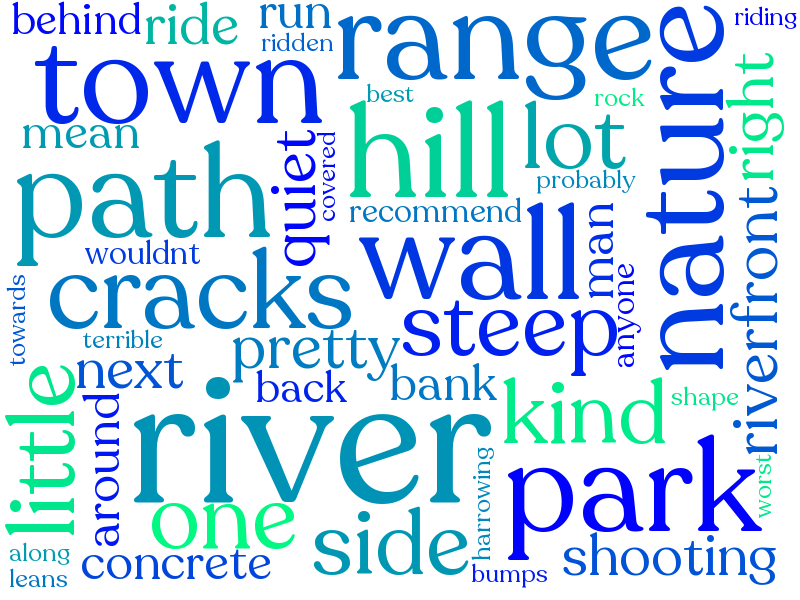 behind
ride
run
ridden
range
riding
town
nature
right
best
rock
mean
hill
lot
quiet
covered
path
probably
recommend
riverfront
wouldnt
wall
man
cracks
towards
steep
anyone
terrible
pretty
next
back
bank
little
around
river
kind
shape
park
worst
one
side
harrowing
along
leans
concrete
bumps
shooting